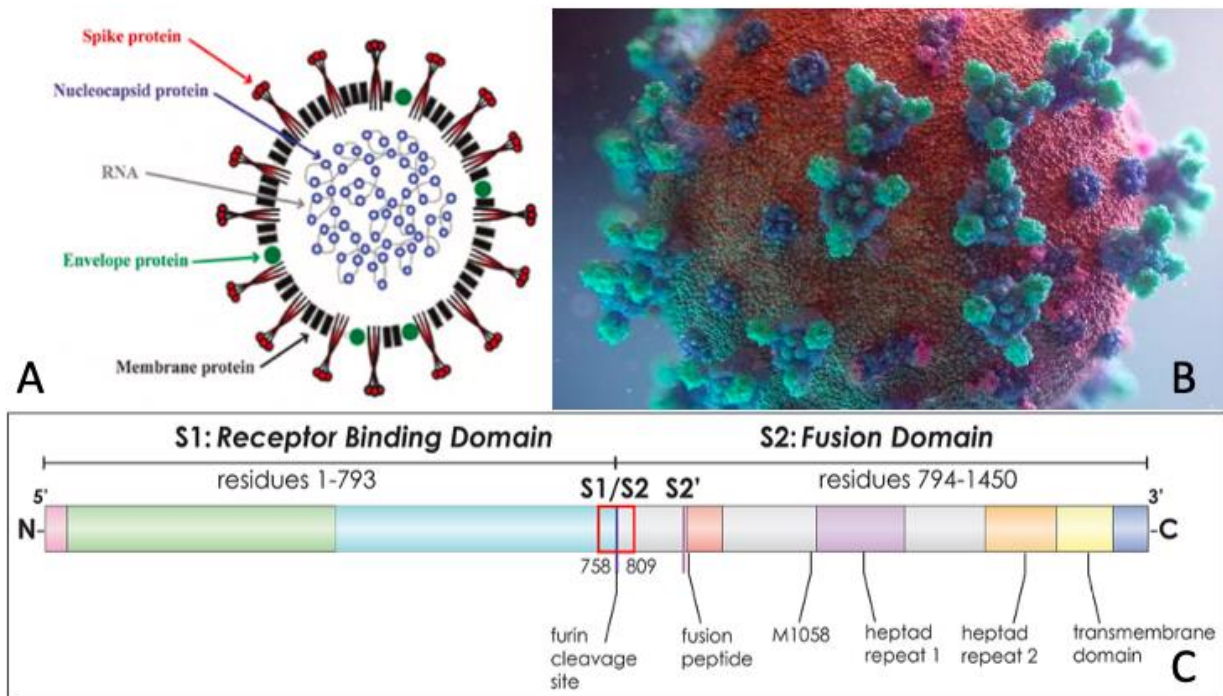 Spike protein
Nucleocapsid protein
RNA
Envelope protein
Membrane protein
A
B
S1: Receptor Binding Domain
S2: Fusion Domain
residues 1-793
S1/S2
S2'
residues 794-1450
5'
3'
N-
-C
758
809
furin
cleavage
site
fusion
peptide
M1058
heptad
repeat 1
heptad
repeat 2
transmembrane
domain
C